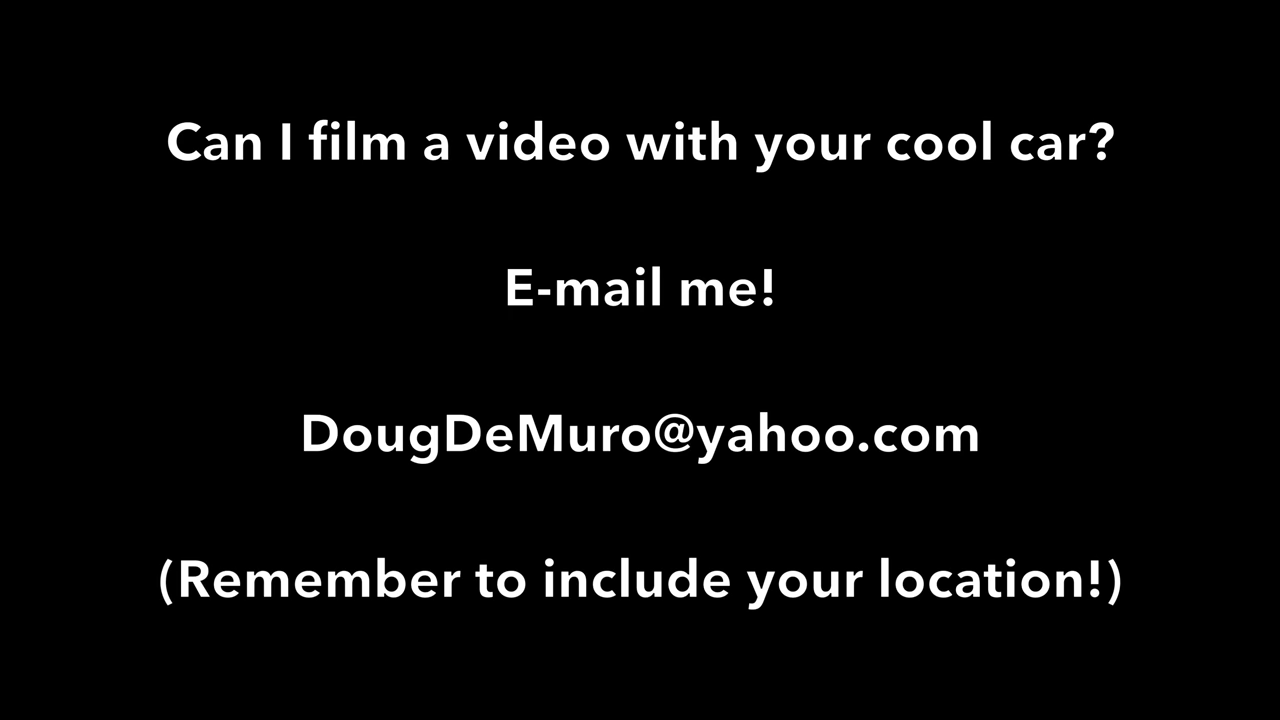 Can I film a video with your cool car?
E-mail me!
DougDeMuro@yahoo.com
(Remember to include your location!)